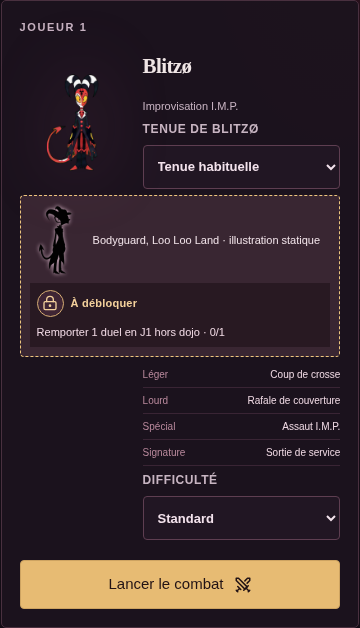 JOUEUR 1
Blitzø
Improvisation I.M.P.
TENUE DE BLITZØ
Tenue habituelle
Bodyguard, Loo Loo Land · illustration statique
À débloquer
Remporter 1 duel en J1 hors dojo · 0/1
Léger Coup de crosse
Lourd Rafale de couverture
Spécial Assaut I.M.P.
Signature Sortie de service
DIFFICULTÉ
Standard
Lancer le combat